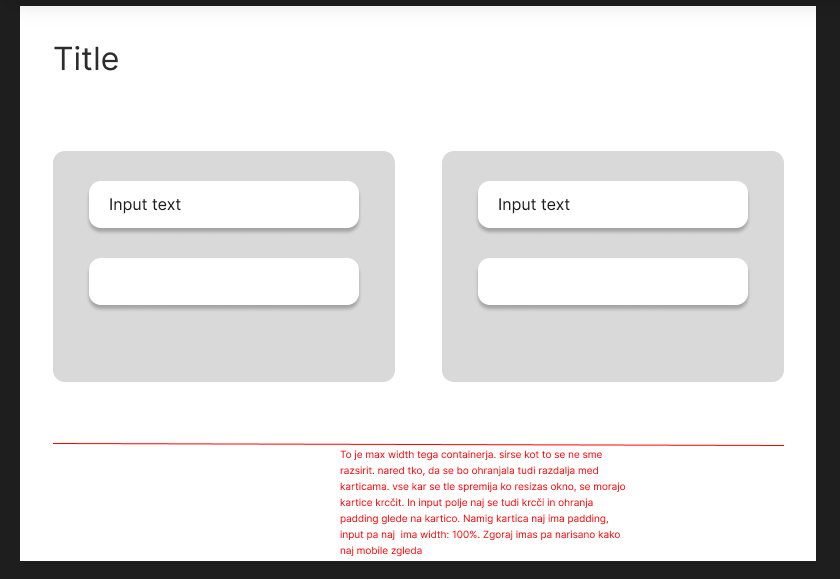 Title
Input text
Input text
To je max width tega containerja. sirse kot to se ne sme
razsirit. nared tko, da se bo ohranjala tudi razdalja med
karticama. vse kar se tle spremija ko resizas okno, se morajo
kartice krcčit. In input polje naj se tudi krcči in ohranja
padding glede na kartico. Namig kartica naj ima padding,
input pa naj  ima width: 100%. Zgoraj imas pa narisano kako
naj mobile zgleda